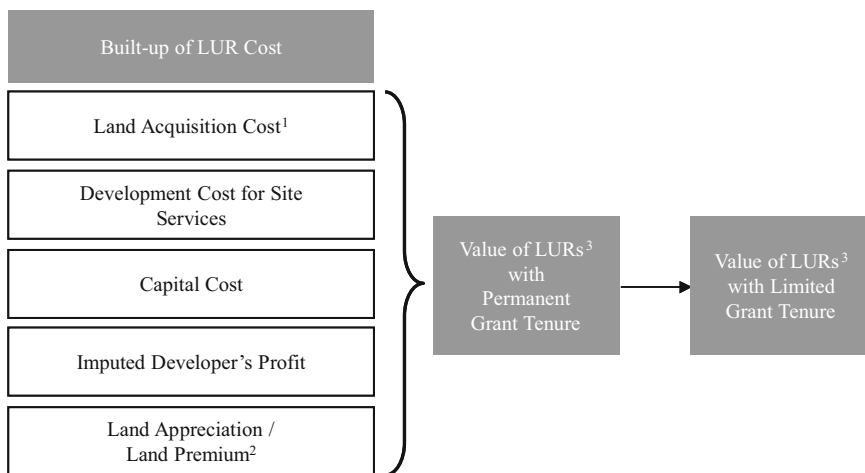 Built-up of LUR Cost
Land Acquisition Cost¹
Development Cost for Site
Services
Capital Cost
Imputed Developer’s Profit
Land Appreciation /
Land Premium²
Value of LURs³
with
Permanent
Grant Tenure
Value of LURs³
with Limited
Grant Tenure